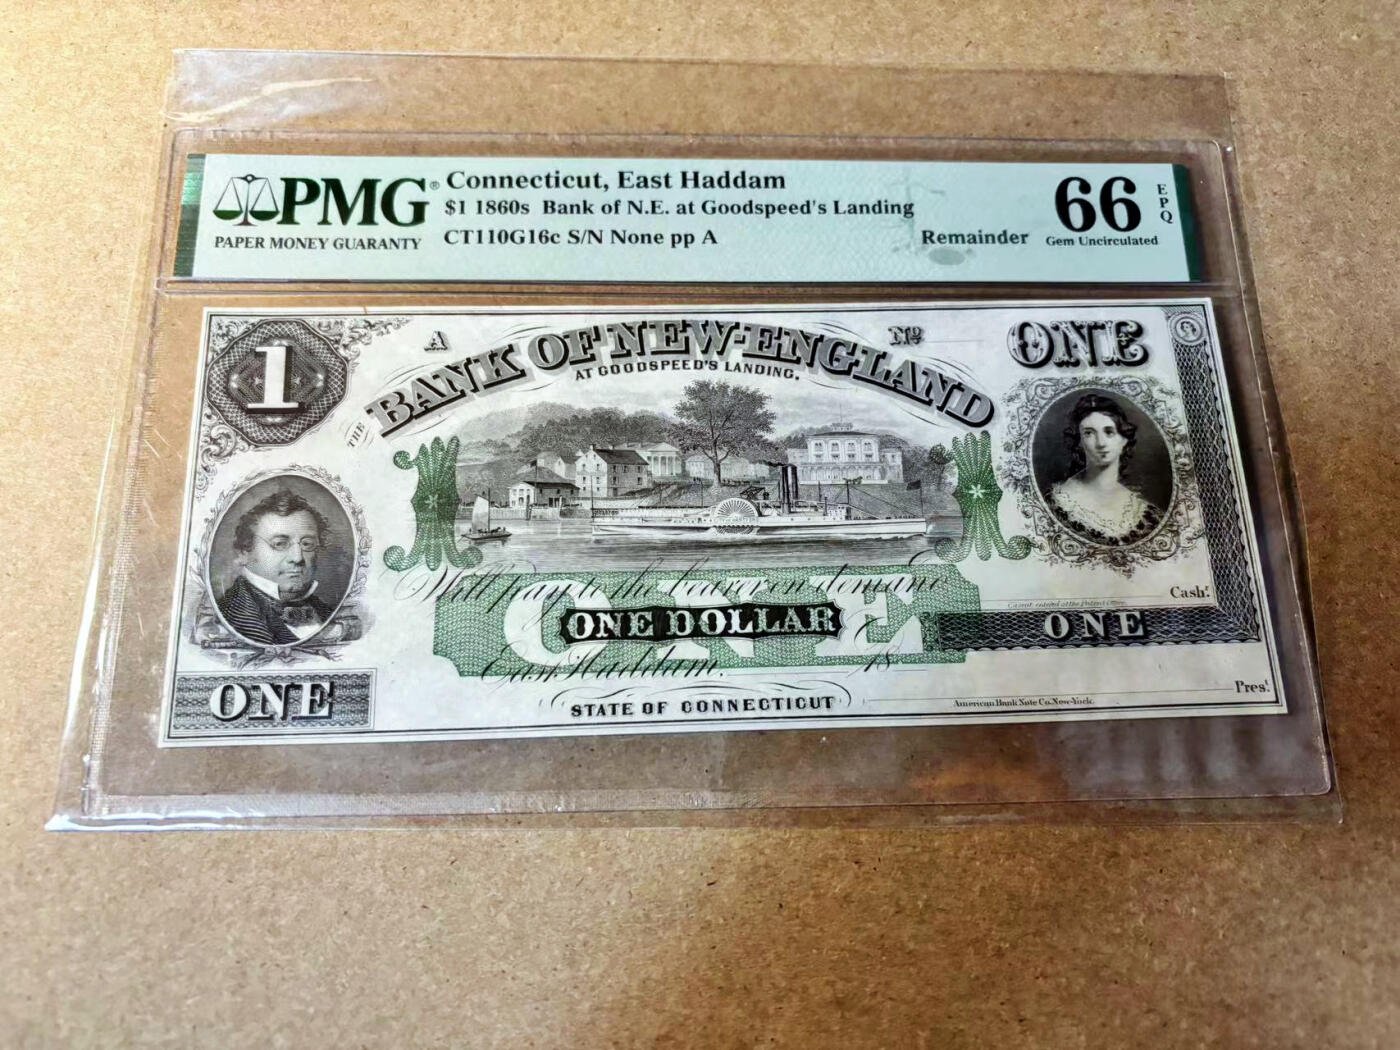 PMG®
PAPER MONEY GUARANTY
Connecticut, East Haddam
$1 1860s Bank of N.E. at Goodspeed's Landing
CT110G16c S/N None pp A
Remainder
66
EPQ
Gem Uncirculated
1
A
No
ONE
THE BANK OF NEW-ENGLAND
AT GOODSPEED'S LANDING.
1
1
Will pay to the bearer on demand
ONE
ONE DOLLAR
Cash.r
East Haddam. 18
ONE
ONE
STATE OF CONNECTICUT
American Bank Note Co. New-York.
Pres.t